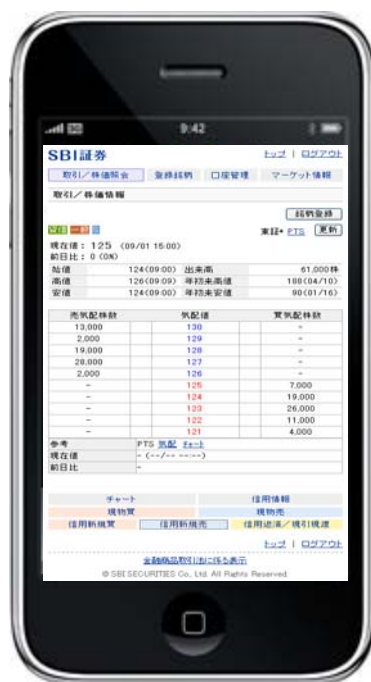 9:42
SBI証券
トップ | ログアウト
取引/株価照会 登録銘柄 口座管理 マーケット情報
取引/株価情報
銘柄登録
東証• PTS 更新
現在値: 125 (09/01 15:00)
前日比: 0 (0%)
始値 124(09:00) 出来高 61,000株
高値 126(09:09) 年初来高値 188(04/10)
安値 124(09:00) 年初来安値 90(01/16)
売気配株数 気配値 買気配株数
13,000 130 -
2,000 129 -
19,000 128 -
28,000 127 -
2,000 126 -
- 125 7,000
- 124 19,000
- 123 26,000
- 122 11,000
- 121 4,000
参考 PTS 気配 チャート
現在値 - (--/-- --:--)
前日比 -
チャート 信用情報
現物買 現物売
信用新規買 信用新規売 信用返済/現引現渡
トップ | ログアウト
金融商品取引法に係る表示
© SBI SECURITIES Co., Ltd. All Rights Reserved.